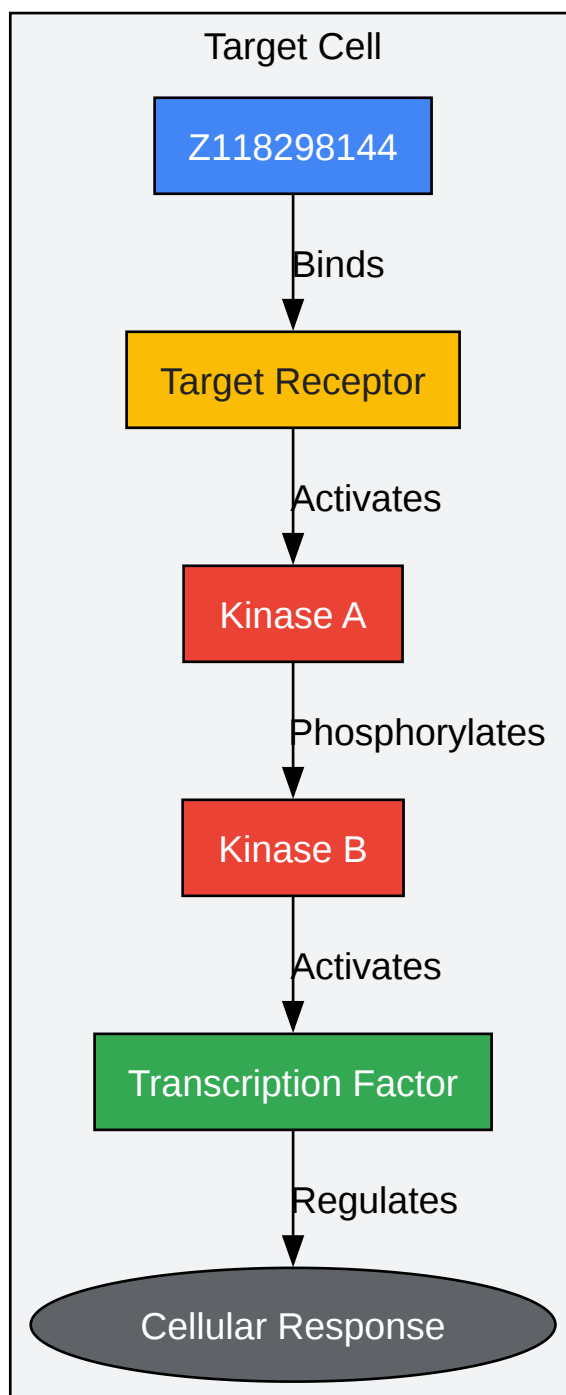 Target Cell
Z118298144
Binds
Target Receptor
Activates
Kinase A
Phosphorylates
Kinase B
Activates
Transcription Factor
Regulates
Cellular Response